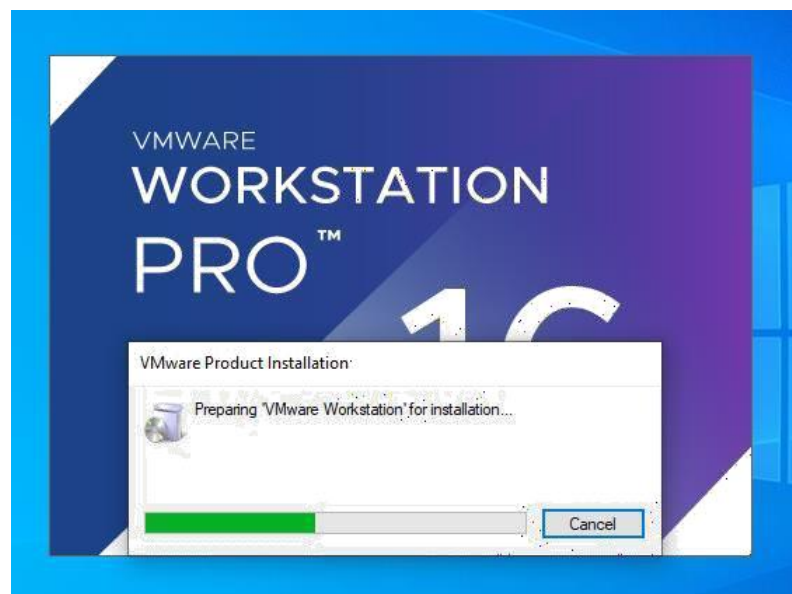 VMWARE
WORKSTATION
PRO™
VMware Product Installation
Preparing 'VMware Workstation' for installation...
Cancel